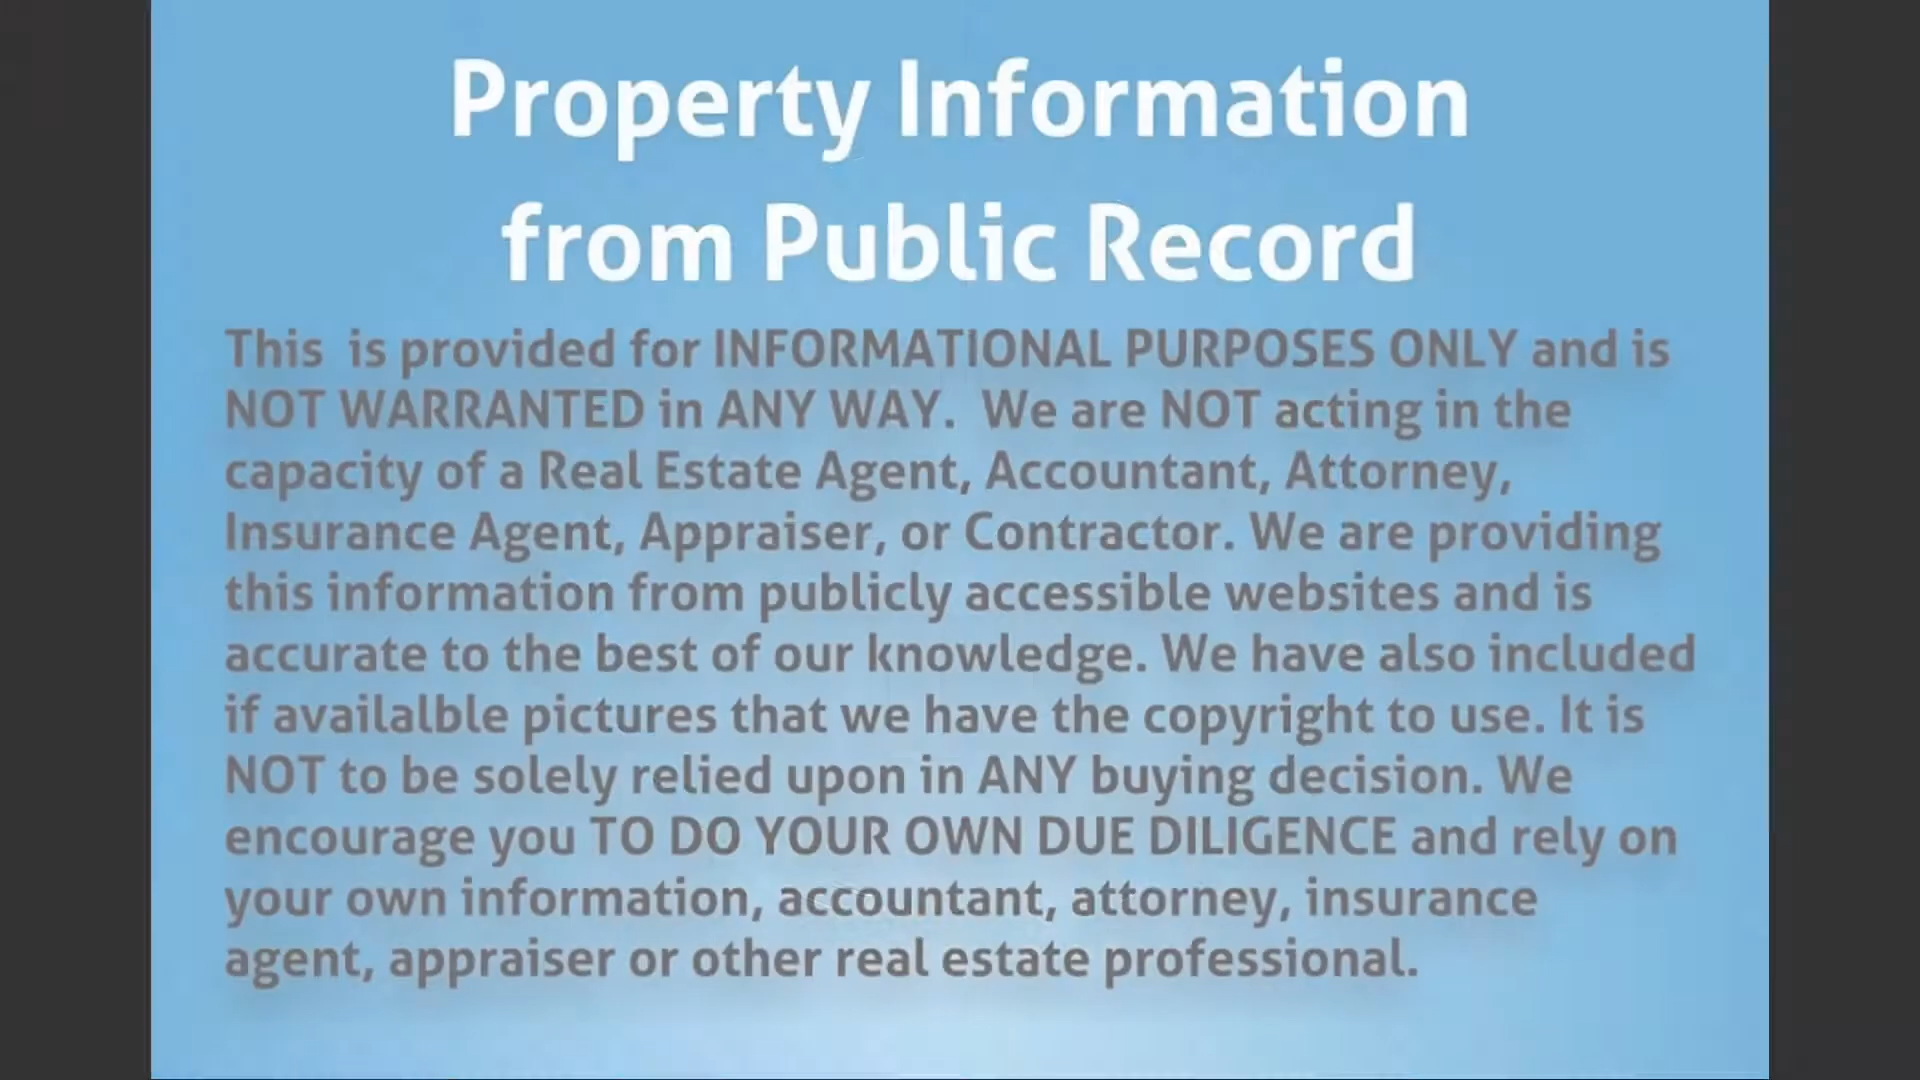 Property Information
from Public Record
This  is provided for INFORMATIONAL PURPOSES ONLY and is
NOT WARRANTED in ANY WAY.  We are NOT acting in the
capacity of a Real Estate Agent, Accountant, Attorney,
Insurance Agent, Appraiser, or Contractor. We are providing
this information from publicly accessible websites and is
accurate to the best of our knowledge. We have also included
if availalble pictures that we have the copyright to use. It is
NOT to be solely relied upon in ANY buying decision. We
encourage you TO DO YOUR OWN DUE DILIGENCE and rely on
your own information, accountant, attorney, insurance
agent, appraiser or other real estate professional.